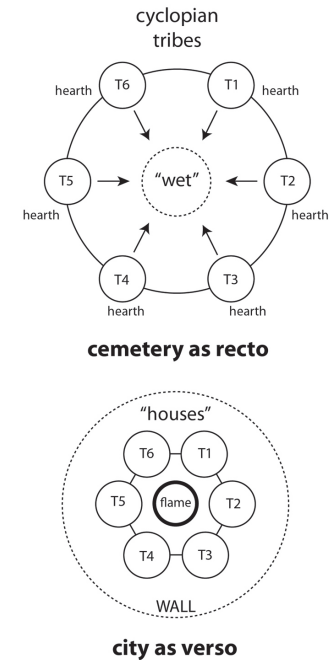 cyclopian
tribes
T6
T1
hearth
hearth
T5
“wet”
T2
hearth
hearth
T4
T3
hearth
hearth
cemetery as recto
“houses”
T6
T1
T5
flame
T2
T4
T3
WALL
city as verso